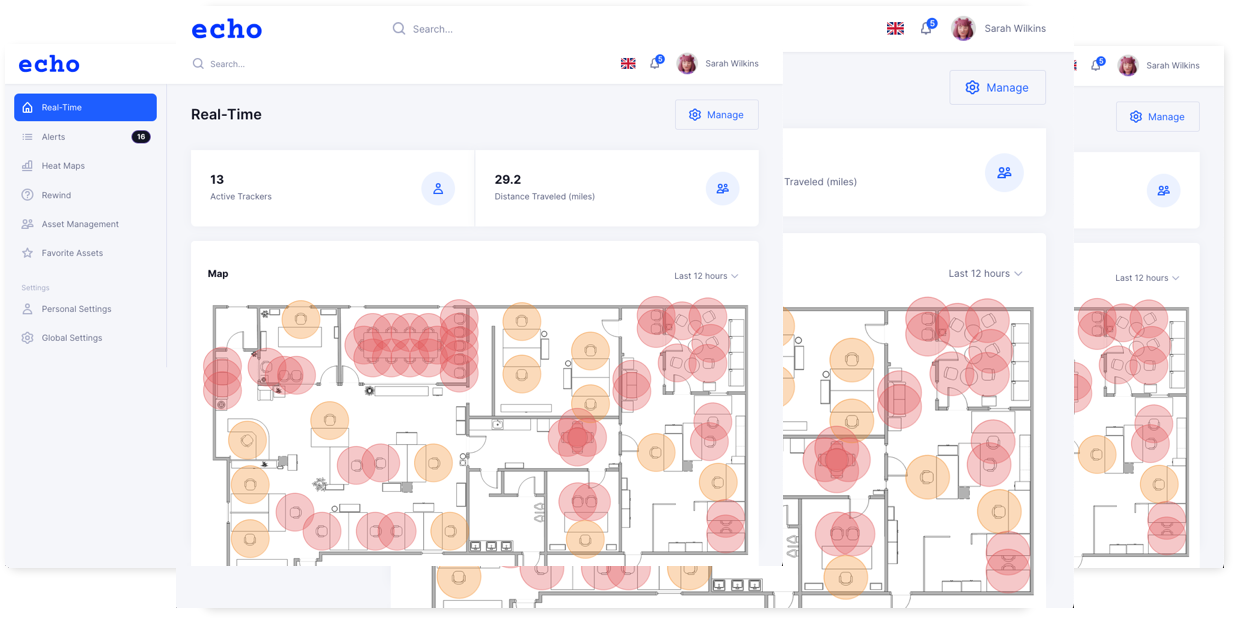 echo
Search...
5
Sarah Wilkins
echo
Search...
5
Sarah Wilkins
5
Sarah Wilkins
Real-Time
Alerts
16
Heat Maps
Rewind
Asset Management
Favorite Assets
Settings
Personal Settings
Global Settings
Real-Time
Manage
Manage
Manage
13
Active Trackers
29.2
Distance Traveled (miles)
Traveled (miles)
Map
Last 12 hours
Last 12 hours
Last 12 hours